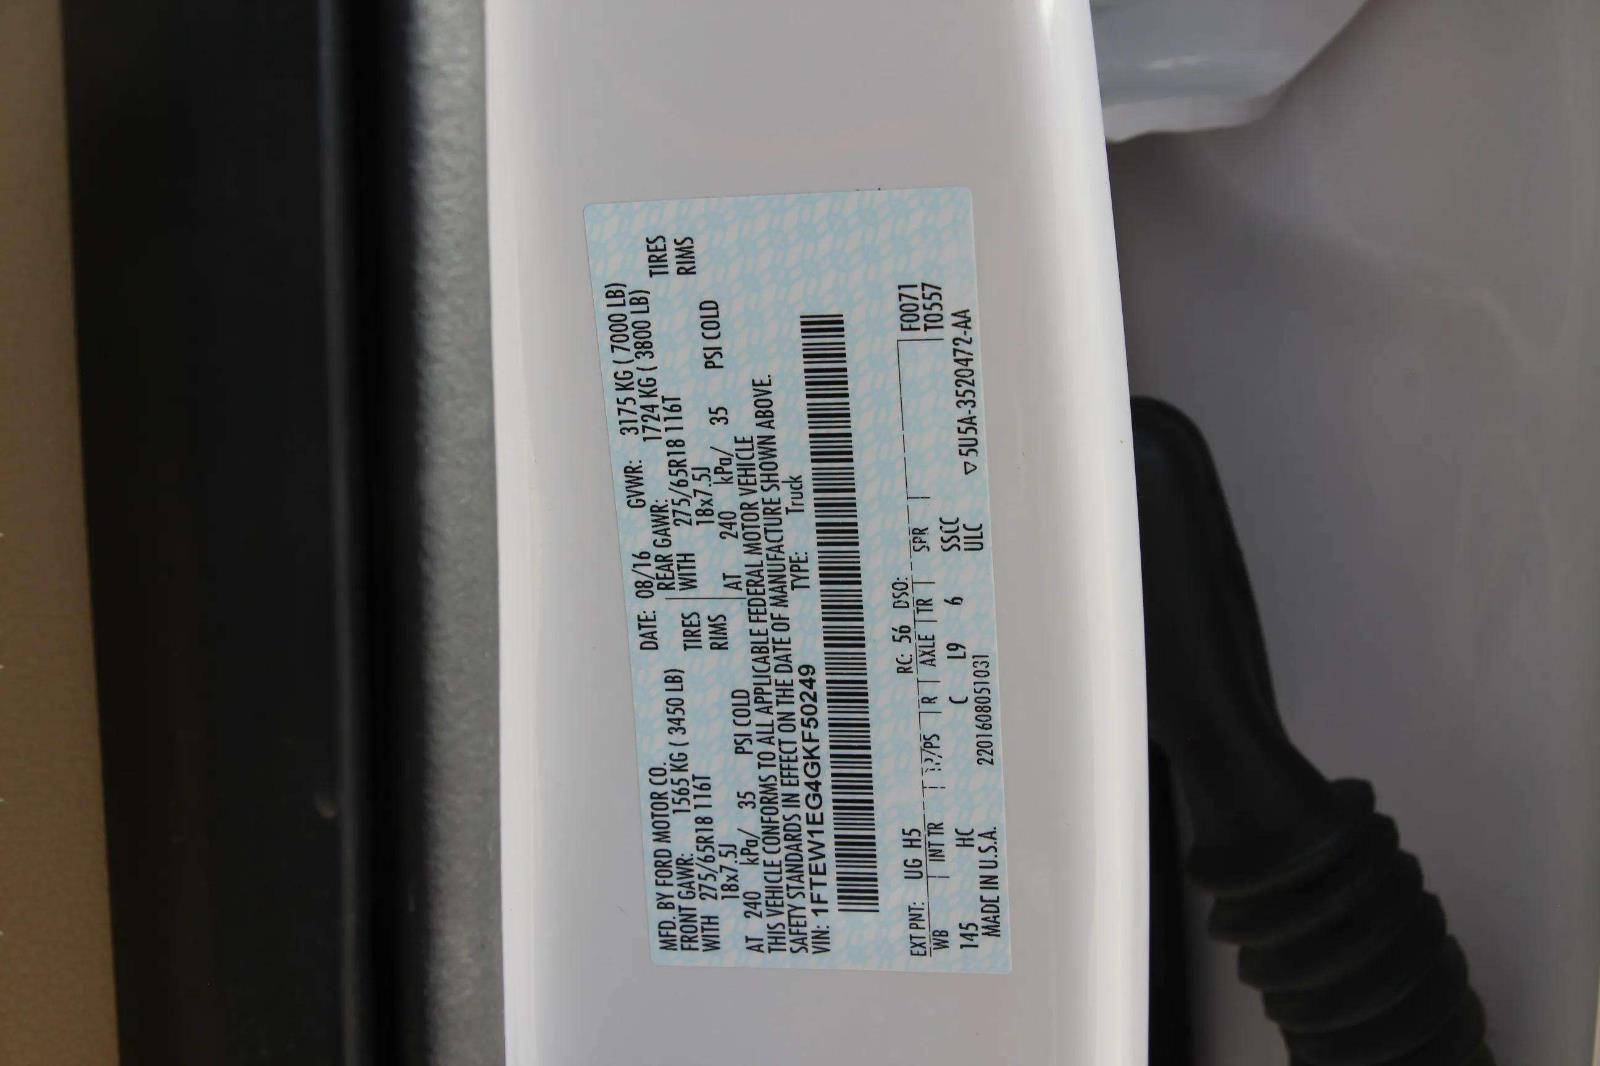 MFD. BY FORD MOTOR CO. DATE: 08/16 GVWR: 3175 KG ( 7000 LB)
FRONT GAWR: 1565 KG ( 3450 LB) REAR GAWR: 1724 KG ( 3800 LB)
WITH 275/65R18 116T TIRES WITH 275/65R18 116T TIRES
18x7.5J RIMS 18x7.5J RIMS
AT 240 kPa/ 35 PSI COLD AT 240 kPa/ 35 PSI COLD
THIS VEHICLE CONFORMS TO ALL APPLICABLE FEDERAL MOTOR VEHICLE
SAFETY STANDARDS IN EFFECT ON THE DATE OF MANUFACTURE SHOWN ABOVE.
VIN: 1FTEW1EG4GKF50249 TYPE: Truck
EXT PNT: UG H5 RC: 56 DSO: F0071
WB INT TR TP/PS R AXLE TR SPR T0557
145 HC C L9 6 SSCC
MADE IN U.S.A. 2201608051031 ULC ▽5U5A-3520472-AA